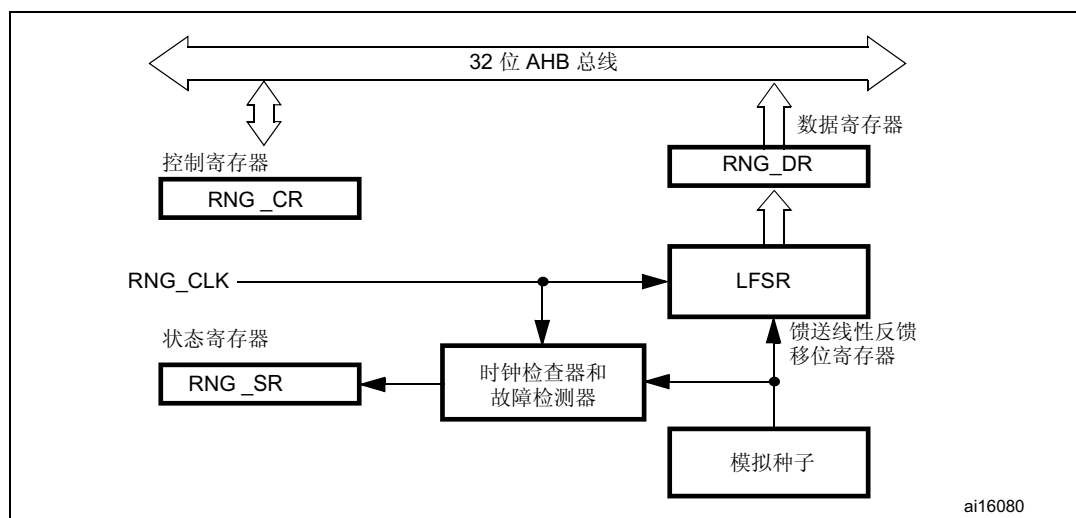 32 位 AHB 总线
数据寄存器
控制寄存器
RNG_DR
RNG _CR
RNG_CLK
LFSR
状态寄存器
馈送线性反馈
移位寄存器
RNG _SR
时钟检查器和
故障检测器
模拟种子
ai16080